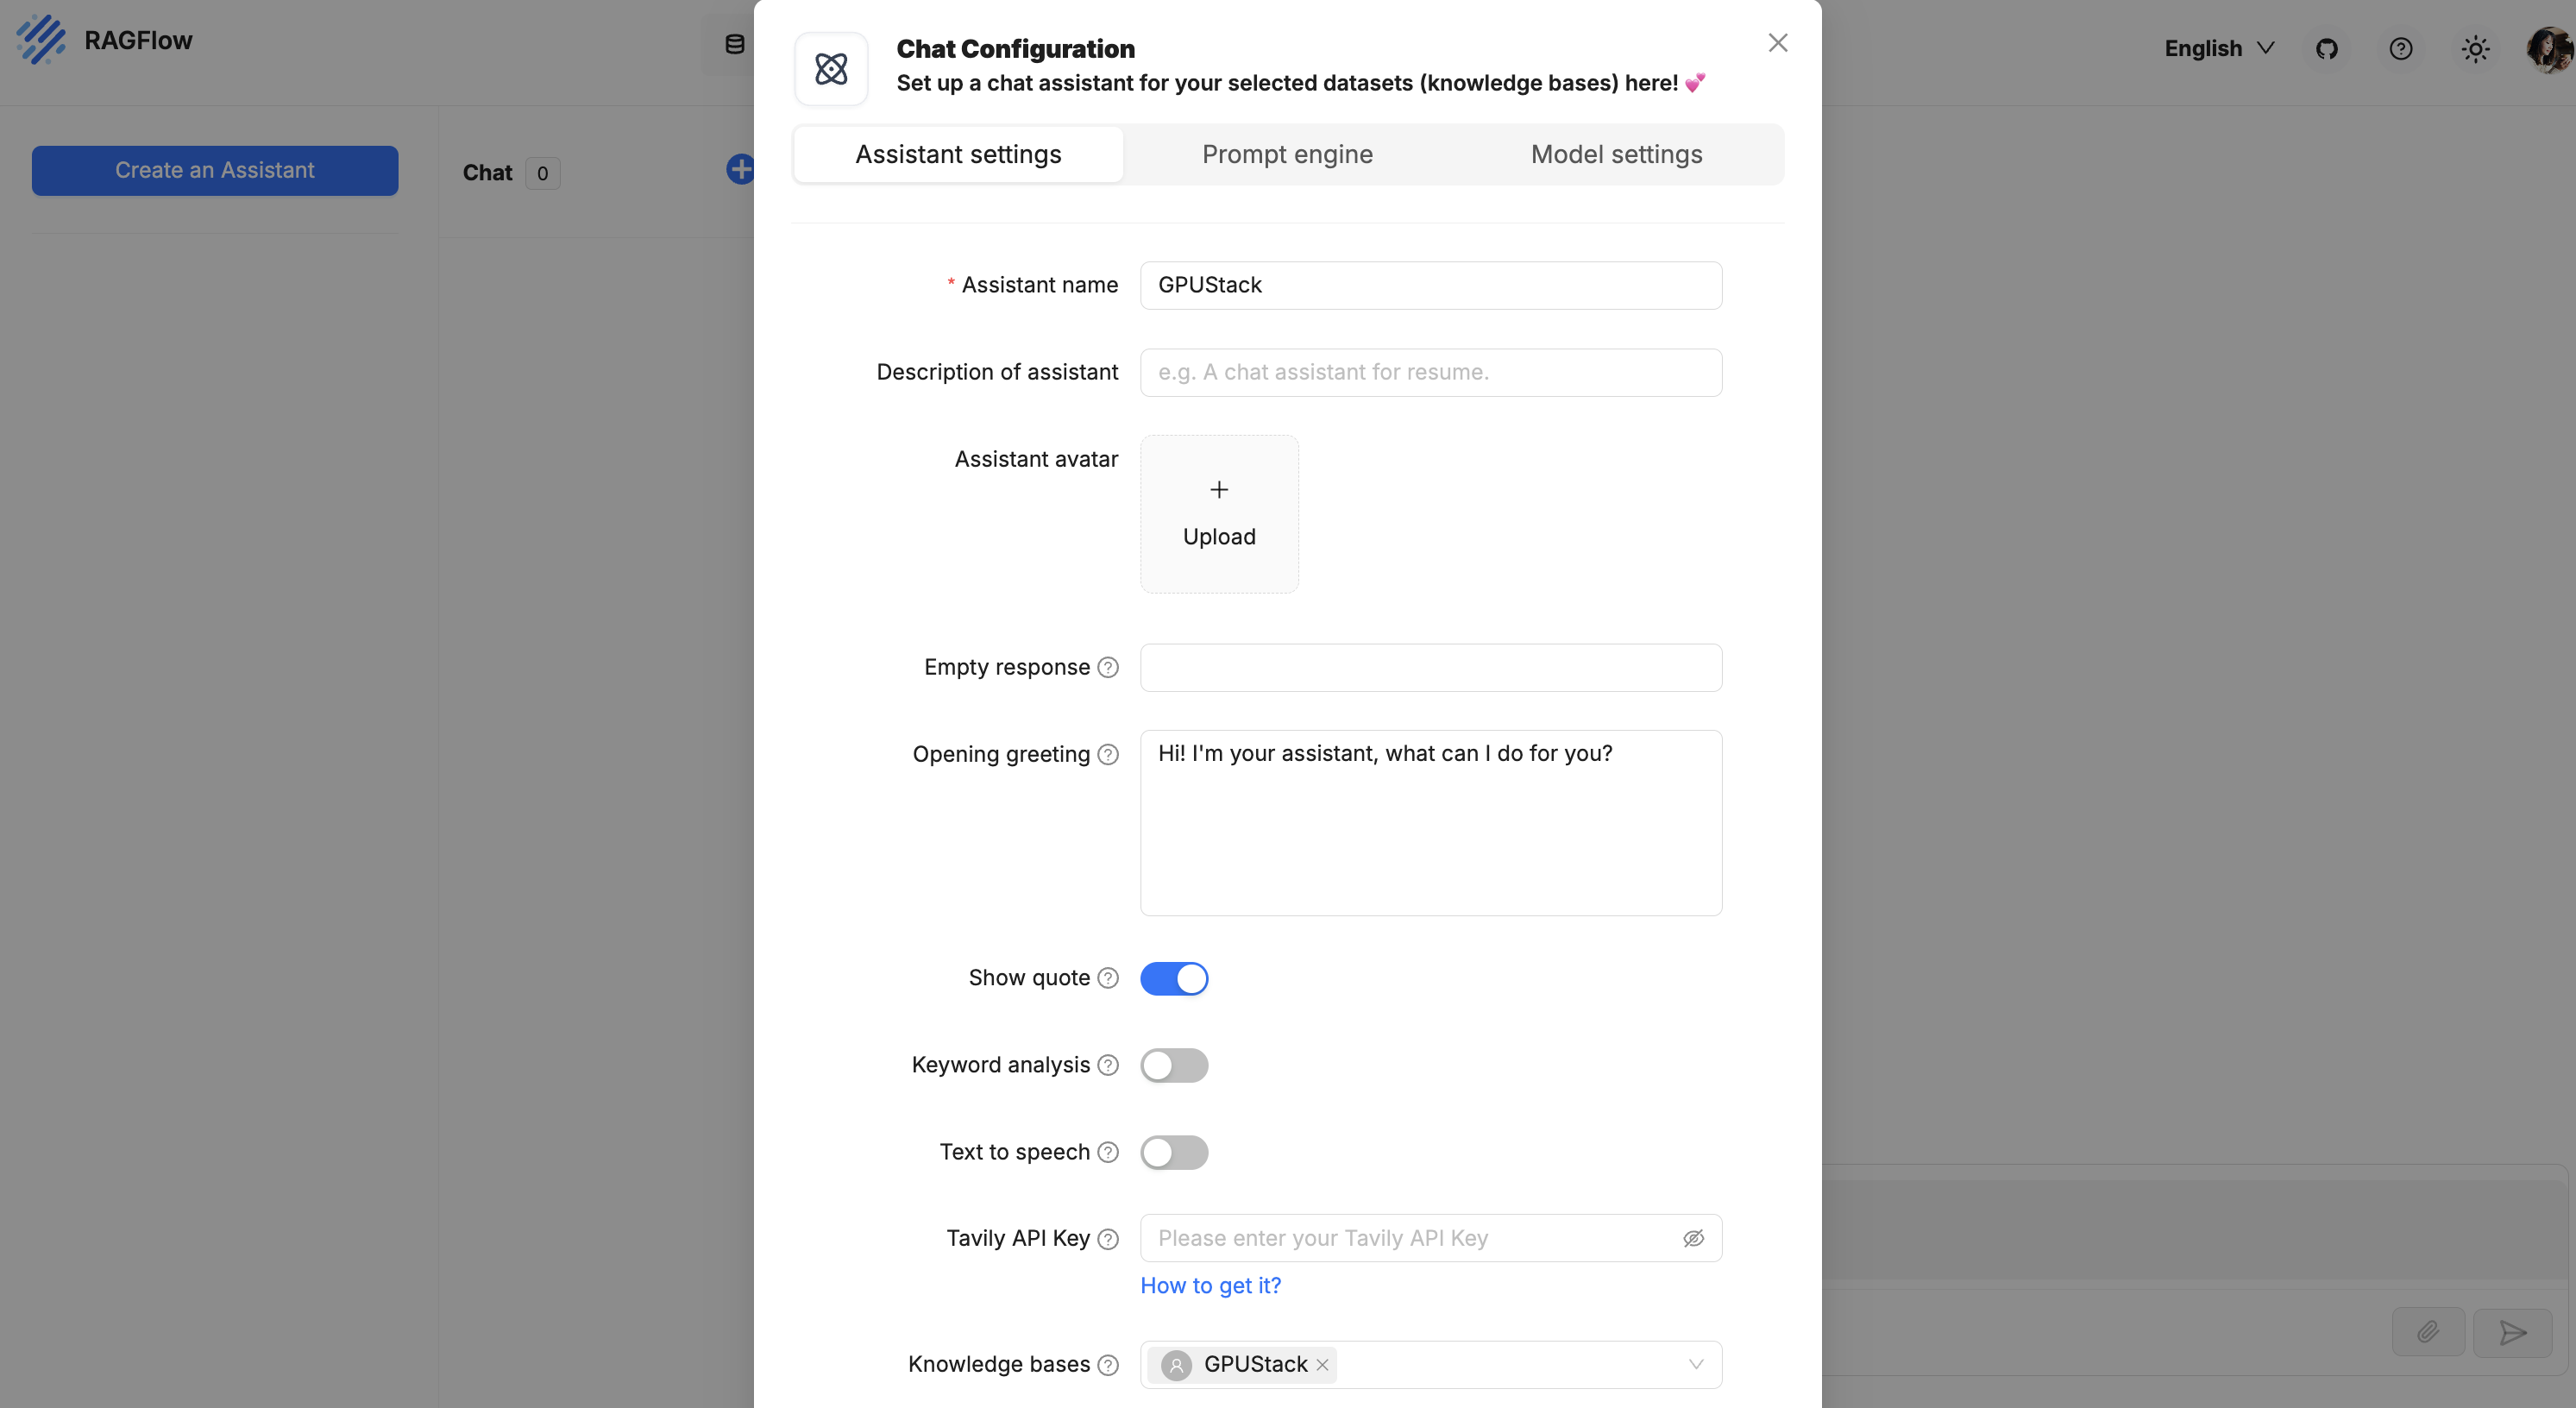 RAGFlow
English
Create an Assistant
Chat 0
Chat Configuration
Set up a chat assistant for your selected datasets (knowledge bases) here! 💕
Assistant settings
Prompt engine
Model settings
* Assistant name
GPUStack
Description of assistant
e.g. A chat assistant for resume.
Assistant avatar
Upload
Empty response
Opening greeting
Hi! I'm your assistant, what can I do for you?
Show quote
Keyword analysis
Text to speech
Tavily API Key
Please enter your Tavily API Key
How to get it?
Knowledge bases
GPUStack